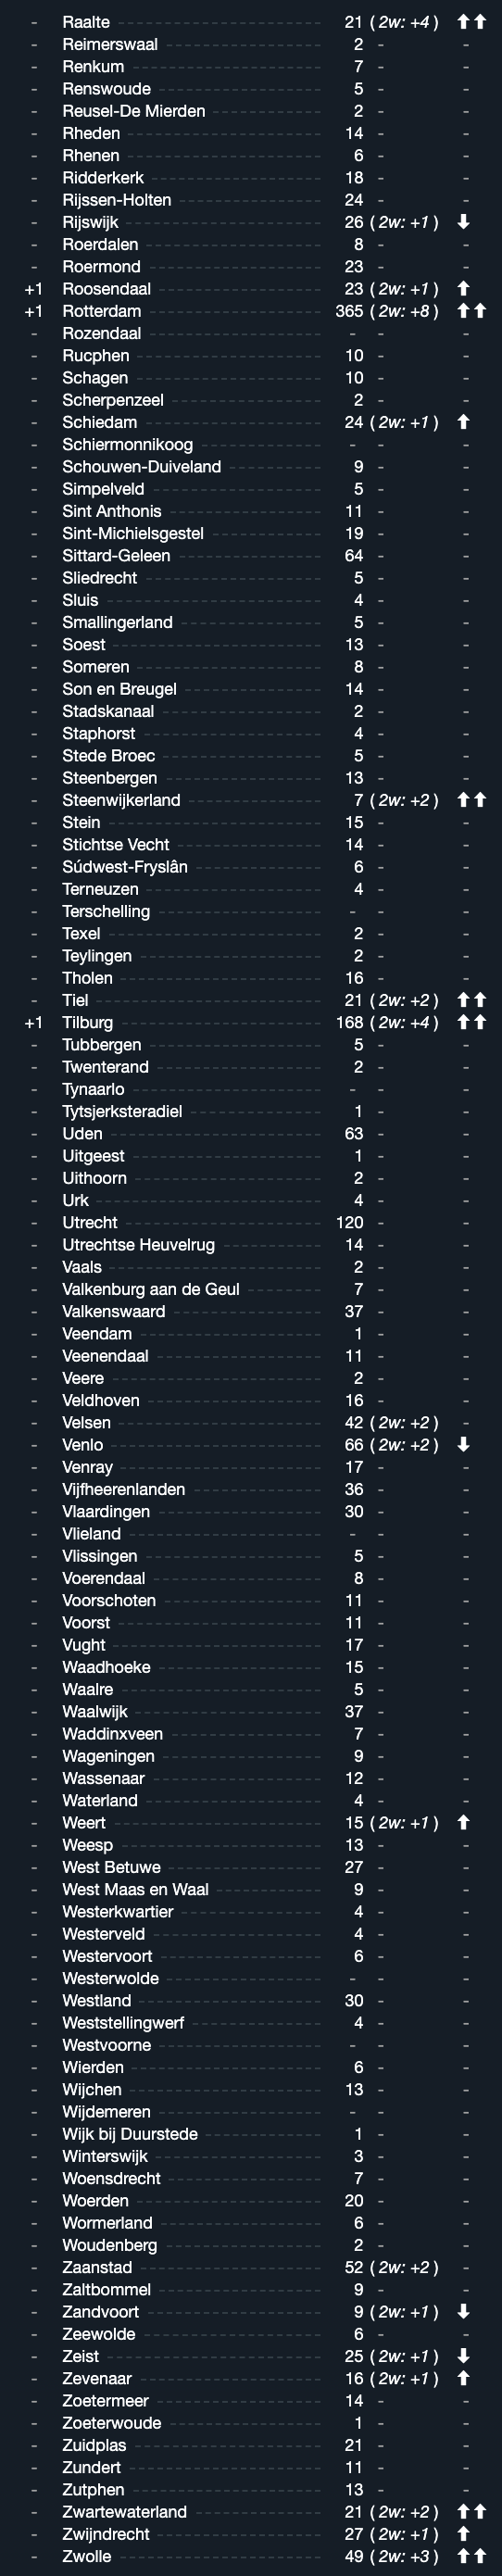 - Raalte 21 ( 2w: +4 ) ⬆⬆
- Reimerswaal 2 - -
- Renkum 7 - -
- Renswoude 5 - -
- Reusel-De Mierden 2 - -
- Rheden 14 - -
- Rhenen 6 - -
- Ridderkerk 18 - -
- Rijssen-Holten 24 - -
- Rijswijk 26 ( 2w: +1 ) ⬇
- Roerdalen 8 - -
- Roermond 23 - -
+1 Roosendaal 23 ( 2w: +1 ) ⬆
+1 Rotterdam 365 ( 2w: +8 ) ⬆⬆
- Rozendaal - - -
- Rucphen 10 - -
- Schagen 10 - -
- Scherpenzeel 2 - -
- Schiedam 24 ( 2w: +1 ) ⬆
- Schiermonnikoog - - -
- Schouwen-Duiveland 9 - -
- Simpelveld 5 - -
- Sint Anthonis 11 - -
- Sint-Michielsgestel 19 - -
- Sittard-Geleen 64 - -
- Sliedrecht 5 - -
- Sluis 4 - -
- Smallingerland 5 - -
- Soest 13 - -
- Someren 8 - -
- Son en Breugel 14 - -
- Stadskanaal 2 - -
- Staphorst 4 - -
- Stede Broec 5 - -
- Steenbergen 13 - -
- Steenwijkerland 7 ( 2w: +2 ) ⬆⬆
- Stein 15 - -
- Stichtse Vecht 14 - -
- Súdwest-Fryslân 6 - -
- Terneuzen 4 - -
- Terschelling - - -
- Texel 2 - -
- Teylingen 2 - -
- Tholen 16 - -
- Tiel 21 ( 2w: +2 ) ⬆⬆
+1 Tilburg 168 ( 2w: +4 ) ⬆⬆
- Tubbergen 5 - -
- Twenterand 2 - -
- Tynaarlo - - -
- Tytsjerksteradiel 1 - -
- Uden 63 - -
- Uitgeest 1 - -
- Uithoorn 2 - -
- Urk 4 - -
- Utrecht 120 - -
- Utrechtse Heuvelrug 14 - -
- Vaals 2 - -
- Valkenburg aan de Geul 7 - -
- Valkenswaard 37 - -
- Veendam 1 - -
- Veenendaal 11 - -
- Veere 2 - -
- Veldhoven 16 - -
- Velsen 42 ( 2w: +2 ) -
- Venlo 66 ( 2w: +2 ) ⬇
- Venray 17 - -
- Vijfheerenlanden 36 - -
- Vlaardingen 30 - -
- Vlieland - - -
- Vlissingen 5 - -
- Voerendaal 8 - -
- Voorschoten 11 - -
- Voorst 11 - -
- Vught 17 - -
- Waadhoeke 15 - -
- Waalre 5 - -
- Waalwijk 37 - -
- Waddinxveen 7 - -
- Wageningen 9 - -
- Wassenaar 12 - -
- Waterland 4 - -
- Weert 15 ( 2w: +1 ) ⬆
- Weesp 13 - -
- West Betuwe 27 - -
- West Maas en Waal 9 - -
- Westerkwartier 4 - -
- Westerveld 4 - -
- Westervoort 6 - -
- Westerwolde - - -
- Westland 30 - -
- Weststellingwerf 4 - -
- Westvoorne - - -
- Wierden 6 - -
- Wijchen 13 - -
- Wijdemeren - - -
- Wijk bij Duurstede 1 - -
- Winterswijk 3 - -
- Woensdrecht 7 - -
- Woerden 20 - -
- Wormerland 6 - -
- Woudenberg 2 - -
- Zaanstad 52 ( 2w: +2 ) -
- Zaltbommel 9 - -
- Zandvoort 9 ( 2w: +1 ) ⬇
- Zeewolde 6 - -
- Zeist 25 ( 2w: +1 ) ⬇
- Zevenaar 16 ( 2w: +1 ) ⬆
- Zoetermeer 14 - -
- Zoeterwoude 1 - -
- Zuidplas 21 - -
- Zundert 11 - -
- Zutphen 13 - -
- Zwartewaterland 21 ( 2w: +2 ) ⬆⬆
- Zwijndrecht 27 ( 2w: +1 ) ⬆
- Zwolle 49 ( 2w: +3 ) ⬆⬆